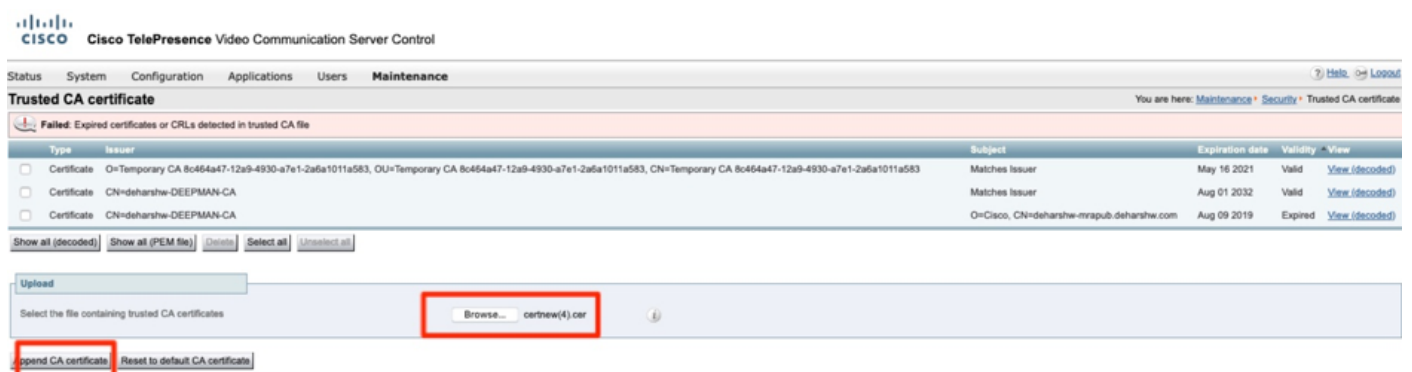 CISCO Cisco TelePresence Video Communication Server Control
Status System Configuration Applications Users Maintenance Help Logout
Trusted CA certificate You are here: Maintenance Security Trusted CA certificate
Failed: Expired certificates or CRLs detected in trusted CA file
Type Issuer Subject Expiration date Validity View
Certificate O=Temporary CA 8c464a47-12a9-4930-a7e1-2a6a1011a583, OU=Temporary CA 8c464a47-12a9-4930-a7e1-2a6a1011a583, CN=Temporary CA 8c464a47-12a9-4930-a7e1-2a6a1011a583 Matches Issuer May 16 2021 Valid View (decoded)
Certificate CN=deharshw-DEEPMAN-CA Matches Issuer Aug 01 2032 Valid View (decoded)
Certificate CN=deharshw-DEEPMAN-CA O=Cisco, CN=deharshw-mrapub.deharshw.com Aug 09 2019 Expired View (decoded)
Show all (decoded) Show all (PEM file) Delete Select all Unselect all
Upload
Select the file containing trusted CA certificates Browse... certnew(4).cer
Append CA certificate Reset to default CA certificate